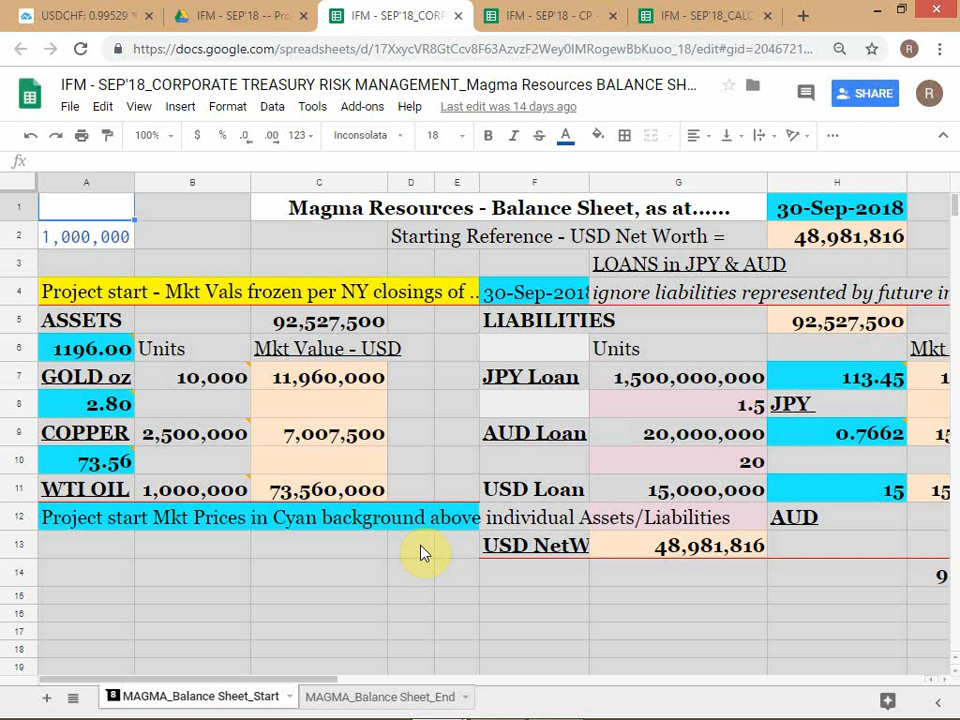 USDCHF: 0.99529
IFM - SEP'18 -- Pro
IFM - SEP'18_CORP
IFM - SEP'18 - CP -
IFM - SEP'18_CALC
https://docs.google.com/spreadsheets/d/17XxycVR8GtCcv8F63AzvzF2Wey0IMRogewBbKuoo_18/edit#gid=2046721...
R
IFM - SEP'18_CORPORATE TREASURY RISK MANAGEMENT_Magma Resources BALANCE SH...
SHARE
R
File Edit View Insert Format Data Tools Add-ons Help Last edit was 14 days ago
100% $ % .0 .00 123 Inconsolata 18 B I S A
fx
A B C D E F G H
1 Magma Resources - Balance Sheet, as at...... 30-Sep-2018
2 1,000,000 Starting Reference - USD Net Worth = 48,981,816
3 LOANS in JPY & AUD
4 Project start - Mkt Vals frozen per NY closings of .. 30-Sep-2018 ignore liabilities represented by future in
5 ASSETS 92,527,500 LIABILITIES 92,527,500
6 1196.00 Units Mkt Value - USD Units Mkt
7 GOLD oz 10,000 11,960,000 JPY Loan 1,500,000,000 113.45 1
8 2.80 1.5 JPY
9 COPPER 2,500,000 7,007,500 AUD Loan 20,000,000 0.7662 15
10 73.56 20
11 WTI OIL 1,000,000 73,560,000 USD Loan 15,000,000 15 15
12 Project start Mkt Prices in Cyan background above individual Assets/Liabilities AUD
13 USD NetW 48,981,816
14 9
15
16
17
18
19
8 MAGMA_Balance Sheet_Start MAGMA_Balance Sheet_End